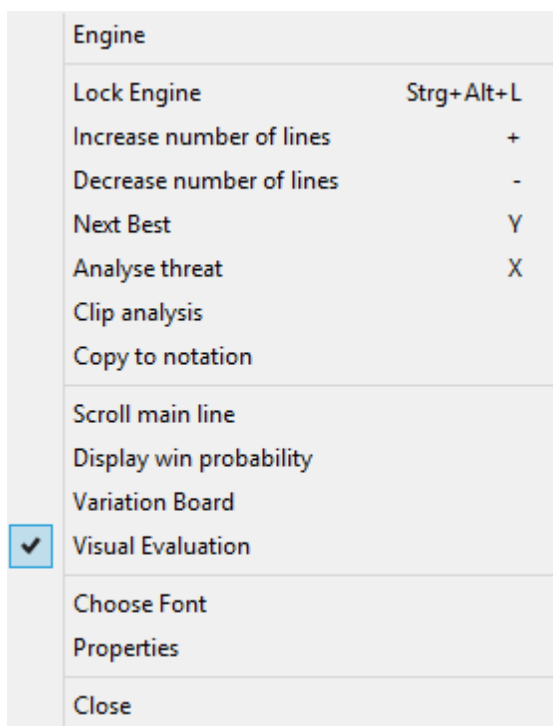 Engine
Lock Engine Strg+Alt+L
Increase number of lines +
Decrease number of lines -
Next Best Y
Analyse threat X
Clip analysis
Copy to notation
Scroll main line
Display win probability
Variation Board
Visual Evaluation
Choose Font
Properties
Close